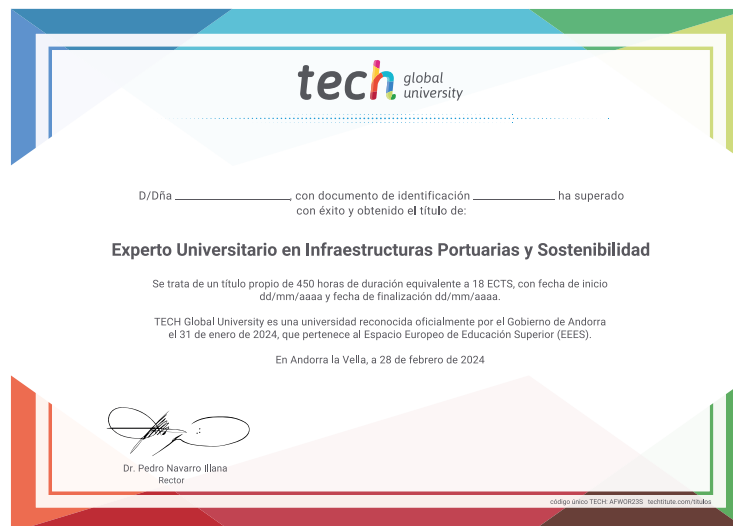 tech global
university
D/Dña ____________________, con documento de identificación ______________ ha superado
con éxito y obtenido el título de:
Experto Universitario en Infraestructuras Portuarias y Sostenibilidad
Se trata de un título propio de 450 horas de duración equivalente a 18 ECTS, con fecha de inicio
dd/mm/aaaa y fecha de finalización dd/mm/aaaa.
TECH Global University es una universidad reconocida oficialmente por el Gobierno de Andorra
el 31 de enero de 2024, que pertenece al Espacio Europeo de Educación Superior (EEES).
En Andorra la Vella, a 28 de febrero de 2024
Dr. Pedro Navarro Illana
Rector
código único TECH: AFWOR23S techtitute.com/titulos